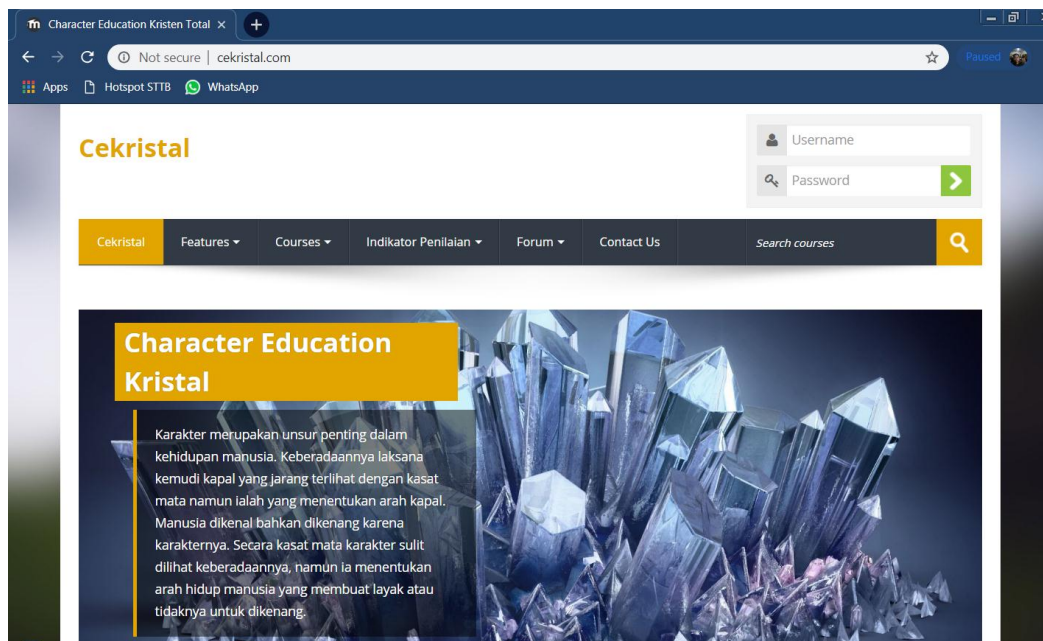 Character Education Kristen Total
Not secure | cekristal.com
Paused
Apps
Hotspot STTB
WhatsApp
Cekristal
Username
Password
Cekristal
Features
Courses
Indikator Penilaian
Forum
Contact Us
Search courses
Character Education
Kristal
Karakter merupakan unsur penting dalam
kehidupan manusia. Keberadaannya laksana
kemudi kapal yang jarang terlihat dengan kasat
mata namun ialah yang menentukan arah kapal.
Manusia dikenal bahkan dikenang karena
karakternya. Secara kasat mata karakter sulit
dilihat keberadaannya, namun ia menentukan
arah hidup manusia yang membuat layak atau
tidaknya untuk dikenang.